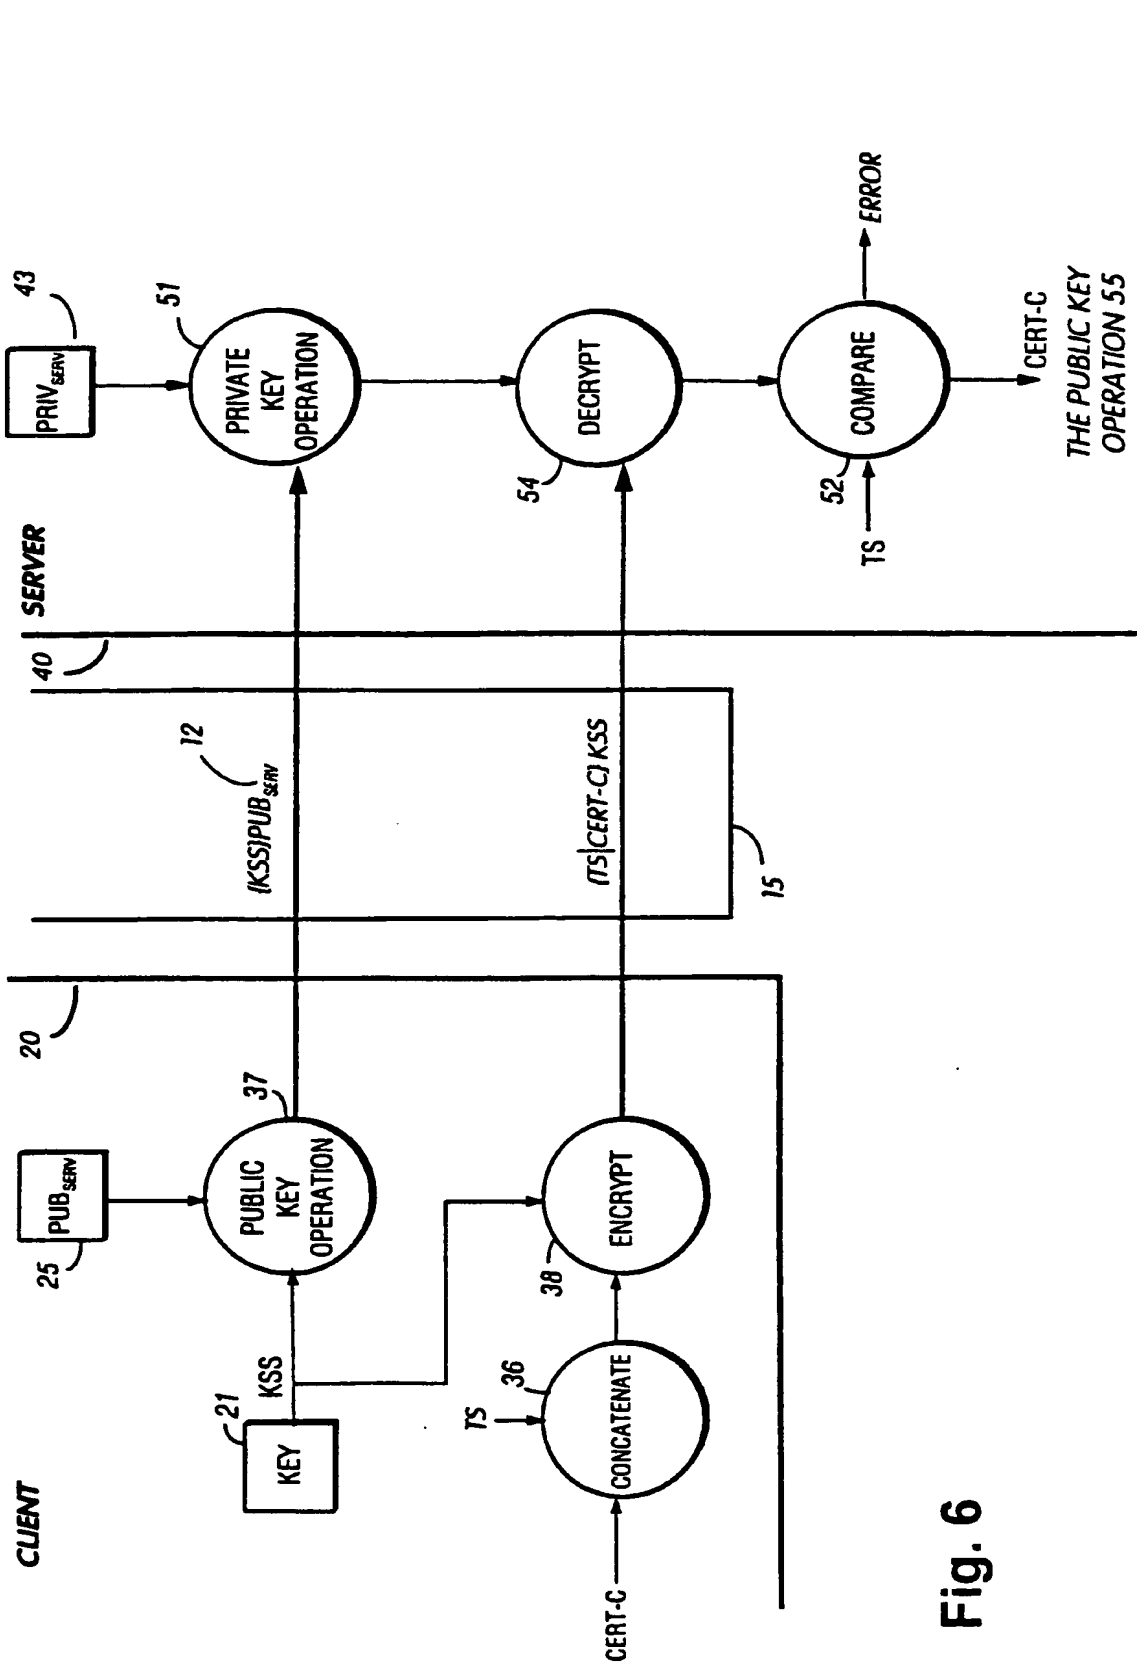 CLIENT
20
40
SERVER
25
PUB SERV
PRIV SERV
43
21
KEY
KSS
PUBLIC
KEY
OPERATION
37
{KSS}PUB SERV
12
PRIVATE
KEY
OPERATION
51
TS
36
38
CERT-C
CONCATENATE
ENCRYPT
{TS|CERT-C} KSS
54
DECRYPT
15
TS
52
COMPARE
ERROR
CERT-C
THE PUBLIC KEY
OPERATION 55
Fig. 6